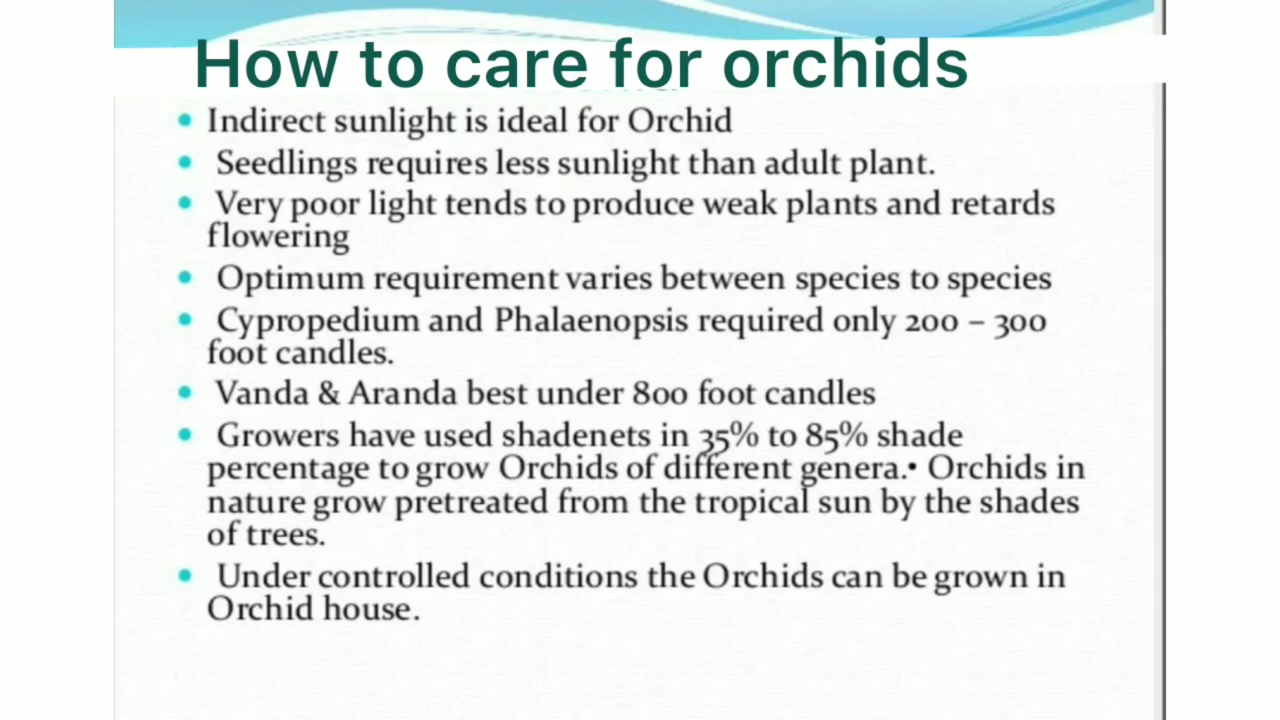 How to care for orchids
• Indirect sunlight is ideal for Orchid
• Seedlings requires less sunlight than adult plant.
• Very poor light tends to produce weak plants and retards
flowering
• Optimum requirement varies between species to species
• Cypropedium and Phalaenopsis required only 200 – 300
foot candles.
• Vanda & Aranda best under 800 foot candles
• Growers have used shadenets in 35% to 85% shade
percentage to grow Orchids of different genera.• Orchids in
nature grow pretreated from the tropical sun by the shades
of trees.
• Under controlled conditions the Orchids can be grown in
Orchid house.